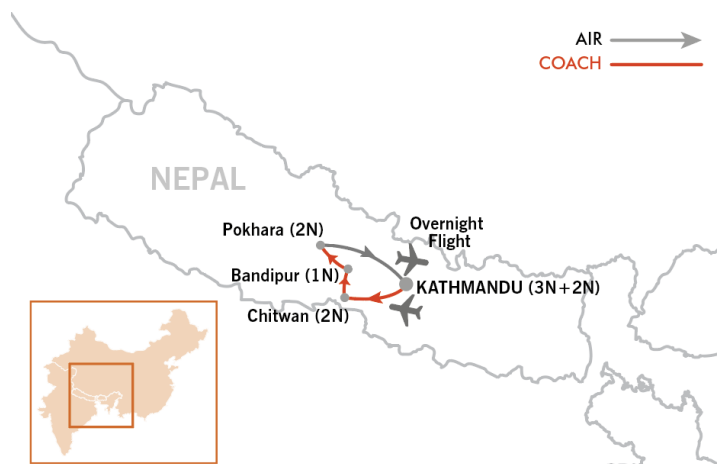 AIR
COACH
NEPAL
Pokhara (2N)
Overnight
Flight
Bandipur (1N)
KATHMANDU (3N+2N)
Chitwan (2N)